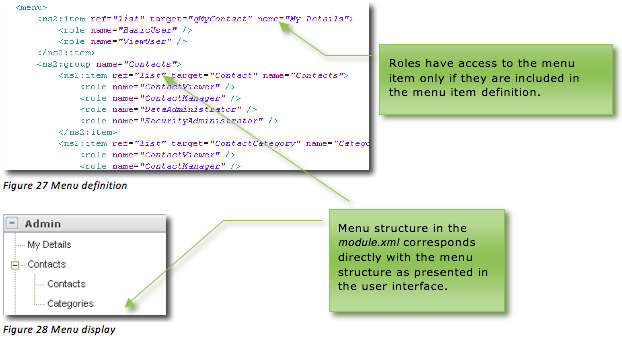 <menu>
<ns2:item ref="list" target="qMyContact" name="My Details">
<role name="BasicUser" />
<role name="ViewUser" />
</ns2:item>
<ns2:group name="Contacts">
<ns2:item ref="list" target="Contact" name="Contacts">
<role name="ContactViewer" />
<role name="ContactManager" />
<role name="DataAdministrator" />
<role name="SecurityAdministrator" />
</ns2:item>
<ns2:item ref="list" target="ContactCategory" name="Catego
<role name="ContactViewer" />
<role name="ContactManager" />
Roles have access to the menu
item only if they are included in
the menu item definition.
Figure 27 Menu definition
Admin
My Details
Contacts
Contacts
Categories
Menu structure in the
module.xml corresponds
directly with the menu
structure as presented in
the user interface.
Figure 28 Menu display